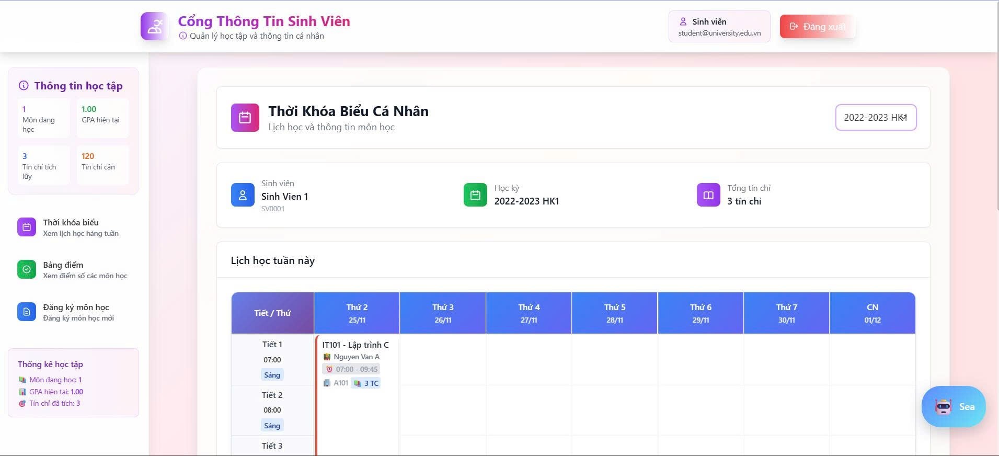 Cổng Thông Tin Sinh Viên
Quản lý học tập và thông tin cá nhân
Sinh viên
student@university.edu.vn
Đăng xuất
Thông tin học tập
1
Môn đang
học
1.00
GPA hiện tại
3
Tín chỉ tích
lũy
120
Tín chỉ cần
Thời khóa biểu
Xem lịch học hàng tuần
Bảng điểm
Xem điểm số các môn học
Đăng ký môn học
Đăng ký môn học mới
Thống kê học tập
Môn đang học: 1
GPA hiện tại: 1.00
Tín chỉ đã tích: 3
Thời Khóa Biểu Cá Nhân
Lịch học và thông tin môn học
2022-2023 HK1
Sinh viên
Sinh Vien 1
SV0001
Học kỳ
2022-2023 HK1
Tổng tín chỉ
3 tín chỉ
Lịch học tuần này
Tiết / Thứ
Thứ 2
25/11
Thứ 3
26/11
Thứ 4
27/11
Thứ 5
28/11
Thứ 6
29/11
Thứ 7
30/11
CN
01/12
Tiết 1
07:00
Sáng
IT101 - Lập trình C
Nguyen Van A
07:00 - 09:45
A101
3 TC
Tiết 2
08:00
Sáng
Tiết 3
Sea